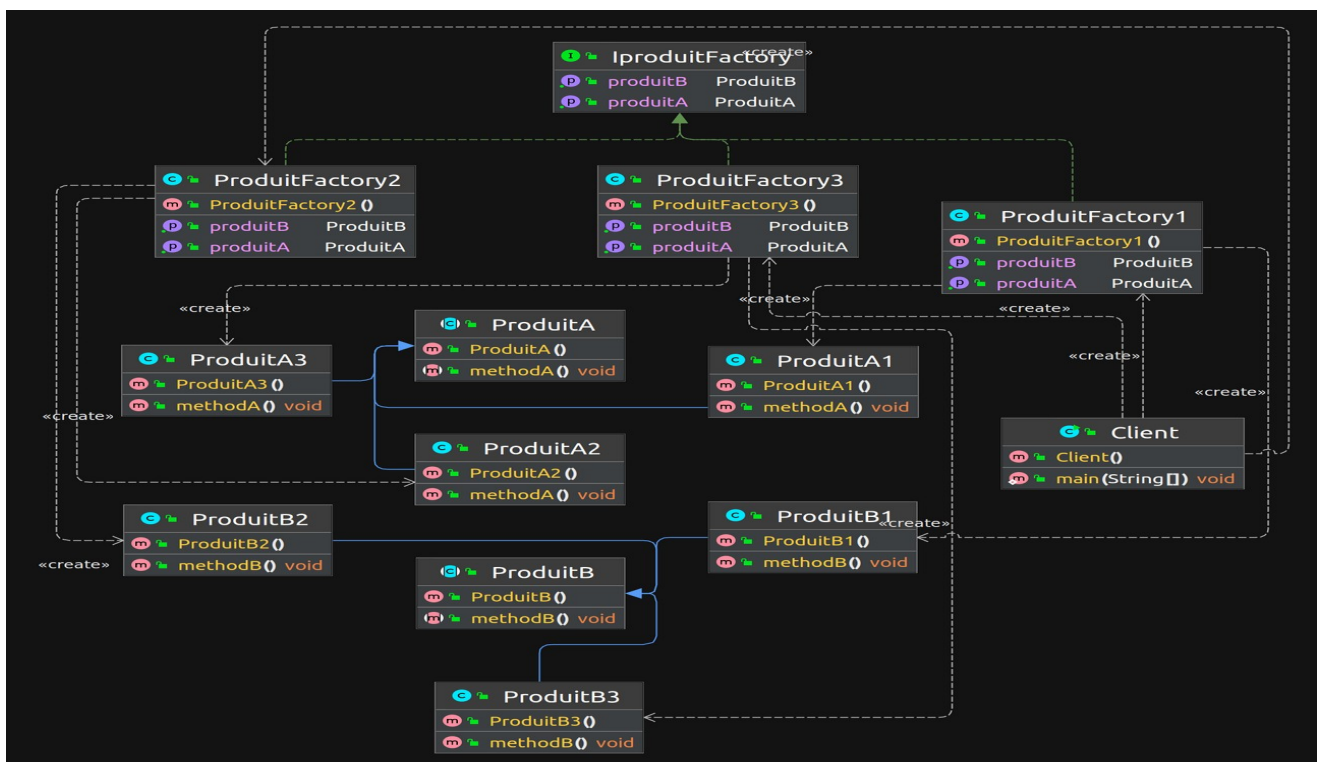 IproduitFactory
produitB ProduitB
produitA ProduitA
«create»
ProduitFactory2
ProduitFactory2()
produitB ProduitB
produitA ProduitA
ProduitFactory3
ProduitFactory3()
produitB ProduitB
produitA ProduitA
ProduitFactory1
ProduitFactory1()
produitB ProduitB
produitA ProduitA
«create»
«create»
«create»
ProduitA3
ProduitA3()
methodA() void
ProduitA
ProduitA()
methodA() void
ProduitA1
ProduitA1()
methodA() void
«create»
«create»
«create»
ProduitA2
ProduitA2()
methodA() void
Client
Client()
main(String[]) void
ProduitB2
ProduitB2()
methodB() void
«create»
ProduitB
ProduitB()
methodB() void
ProduitB1
ProduitB1()
methodB() void
«create»
ProduitB3
ProduitB3()
methodB() void